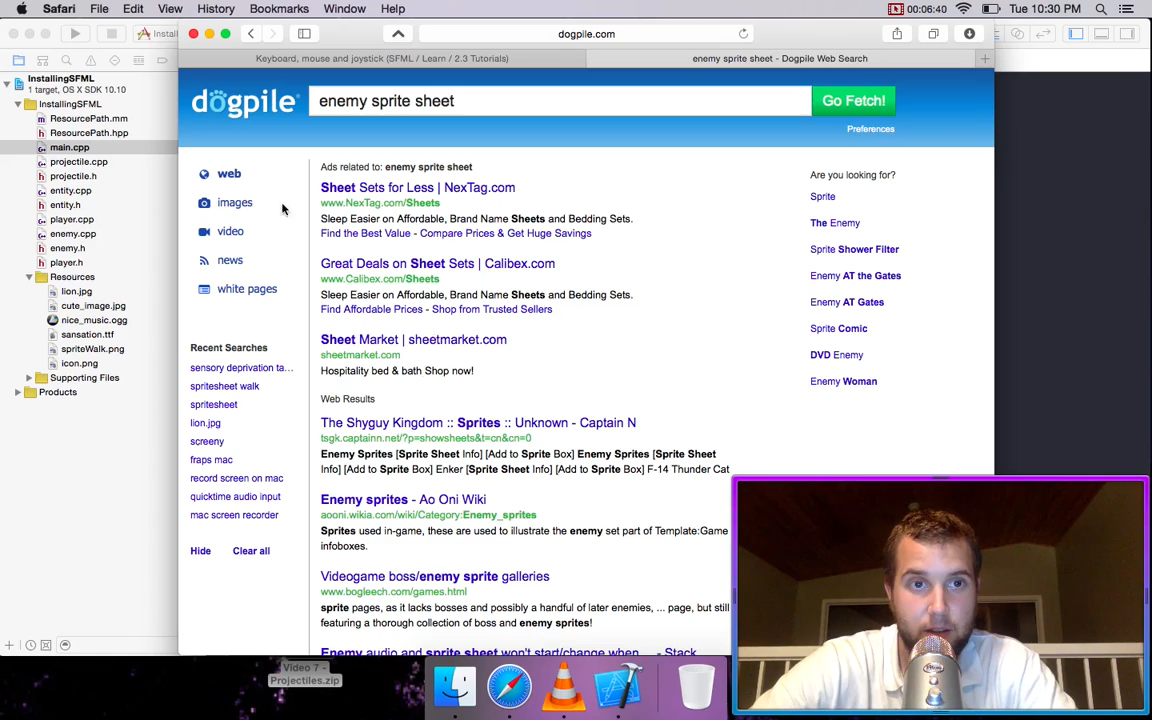 Safari File Edit View History Bookmarks Window Help 00:06:40 Tue 10:30 PM
Install
dogpile.com
Keyboard, mouse and joystick (SFML / Learn / 2.3 Tutorials)
enemy sprite sheet - Dogpile Web Search
InstallingSFML
1 target, OS X SDK 10.10
InstallingSFML
ResourcePath.mm
ResourcePath.hpp
main.cpp
projectile.cpp
projectile.h
entity.cpp
entity.h
player.cpp
enemy.cpp
enemy.h
player.h
Resources
lion.jpg
cute_image.jpg
nice_music.ogg
sansation.ttf
spriteWalk.png
icon.png
Supporting Files
Products
dogpile
enemy sprite sheet
Go Fetch!
Preferences
web
images
video
news
white pages
Recent Searches
sensory deprivation ta...
spritesheet walk
spritesheet
lion.jpg
screeny
fraps mac
record screen on mac
quicktime audio input
mac screen recorder
Hide Clear all
Ads related to: enemy sprite sheet
Sheet Sets for Less | NexTag.com
www.NexTag.com/Sheets
Sleep Easier on Affordable, Brand Name Sheets and Bedding Sets.
Find the Best Value - Compare Prices & Get Huge Savings
Great Deals on Sheet Sets | Calibex.com
www.Calibex.com/Sheets
Sleep Easier on Affordable, Brand Name Sheets and Bedding Sets.
Find Affordable Prices - Shop from Trusted Sellers
Sheet Market | sheetmarket.com
sheetmarket.com
Hospitality bed & bath Shop now!
Web Results
The Shyguy Kingdom :: Sprites :: Unknown - Captain N
tsgk.captainn.net/?p=showsheets&t=cn&cn=0
Enemy Sprites [Sprite Sheet Info] [Add to Sprite Box] Enemy Sprites [Sprite Sheet
Info] [Add to Sprite Box] Enker [Sprite Sheet Info] [Add to Sprite Box] F-14 Thunder Cat
Enemy sprites - Ao Oni Wiki
aooni.wikia.com/wiki/Category:Enemy_sprites
Sprites used in-game, these are used to illustrate the enemy set part of Template:Game
infoboxes.
Videogame boss/enemy sprite galleries
www.bogleech.com/games.html
sprite pages, as it lacks bosses and possibly a handful of later enemies, ... page, but still
featuring a thorough collection of boss and enemy sprites!
Enemy audio and sprite sheet won't start/change when... - Stack
Are you looking for?
Sprite
The Enemy
Sprite Shower Filter
Enemy AT the Gates
Enemy AT Gates
Sprite Comic
DVD Enemy
Enemy Woman
Video 7 -
Projectiles.zip